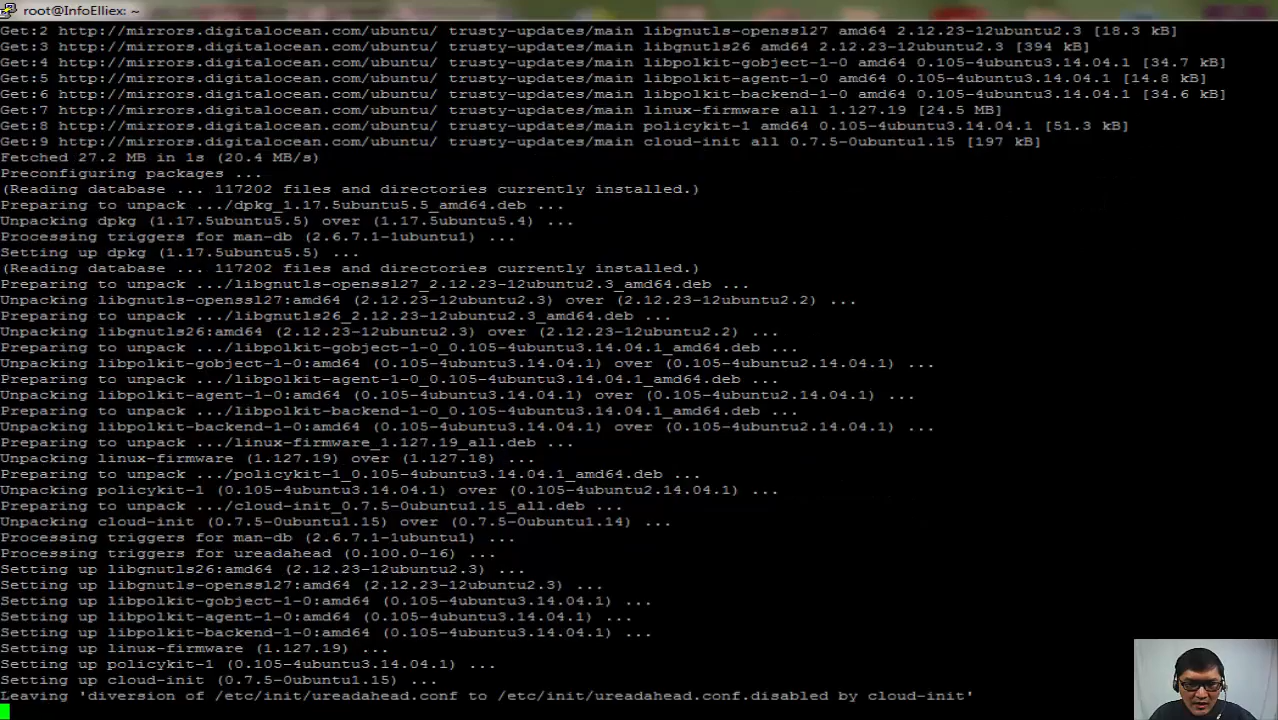 root@InfoElliex: ~
Get:2 http://mirrors.digitalocean.com/ubuntu/ trusty-updates/main libgnutls-openssl27 amd64 2.12.23-12ubuntu2.3 [18.3 kB]
Get:3 http://mirrors.digitalocean.com/ubuntu/ trusty-updates/main libgnutls26 amd64 2.12.23-12ubuntu2.3 [394 kB]
Get:4 http://mirrors.digitalocean.com/ubuntu/ trusty-updates/main libpolkit-gobject-1-0 amd64 0.105-4ubuntu3.14.04.1 [34.7 kB]
Get:5 http://mirrors.digitalocean.com/ubuntu/ trusty-updates/main libpolkit-agent-1-0 amd64 0.105-4ubuntu3.14.04.1 [14.8 kB]
Get:6 http://mirrors.digitalocean.com/ubuntu/ trusty-updates/main libpolkit-backend-1-0 amd64 0.105-4ubuntu3.14.04.1 [34.6 kB]
Get:7 http://mirrors.digitalocean.com/ubuntu/ trusty-updates/main linux-firmware all 1.127.19 [24.5 MB]
Get:8 http://mirrors.digitalocean.com/ubuntu/ trusty-updates/main policykit-1 amd64 0.105-4ubuntu3.14.04.1 [51.3 kB]
Get:9 http://mirrors.digitalocean.com/ubuntu/ trusty-updates/main cloud-init all 0.7.5-0ubuntu1.15 [197 kB]
Fetched 27.2 MB in 1s (20.4 MB/s)
Preconfiguring packages ...
(Reading database ... 117202 files and directories currently installed.)
Preparing to unpack .../dpkg_1.17.5ubuntu5.5_amd64.deb ...
Unpacking dpkg (1.17.5ubuntu5.5) over (1.17.5ubuntu5.4) ...
Processing triggers for man-db (2.6.7.1-1ubuntu1) ...
Setting up dpkg (1.17.5ubuntu5.5) ...
(Reading database ... 117202 files and directories currently installed.)
Preparing to unpack .../libgnutls-openssl27_2.12.23-12ubuntu2.3_amd64.deb ...
Unpacking libgnutls-openssl27:amd64 (2.12.23-12ubuntu2.3) over (2.12.23-12ubuntu2.2) ...
Preparing to unpack .../libgnutls26_2.12.23-12ubuntu2.3_amd64.deb ...
Unpacking libgnutls26:amd64 (2.12.23-12ubuntu2.3) over (2.12.23-12ubuntu2.2) ...
Preparing to unpack .../libpolkit-gobject-1-0_0.105-4ubuntu3.14.04.1_amd64.deb ...
Unpacking libpolkit-gobject-1-0:amd64 (0.105-4ubuntu3.14.04.1) over (0.105-4ubuntu2.14.04.1) ...
Preparing to unpack .../libpolkit-agent-1-0_0.105-4ubuntu3.14.04.1_amd64.deb ...
Unpacking libpolkit-agent-1-0:amd64 (0.105-4ubuntu3.14.04.1) over (0.105-4ubuntu2.14.04.1) ...
Preparing to unpack .../libpolkit-backend-1-0_0.105-4ubuntu3.14.04.1_amd64.deb ...
Unpacking libpolkit-backend-1-0:amd64 (0.105-4ubuntu3.14.04.1) over (0.105-4ubuntu2.14.04.1) ...
Preparing to unpack .../linux-firmware_1.127.19_all.deb ...
Unpacking linux-firmware (1.127.19) over (1.127.18) ...
Preparing to unpack .../policykit-1_0.105-4ubuntu3.14.04.1_amd64.deb ...
Unpacking policykit-1 (0.105-4ubuntu3.14.04.1) over (0.105-4ubuntu2.14.04.1) ...
Preparing to unpack .../cloud-init_0.7.5-0ubuntu1.15_all.deb ...
Unpacking cloud-init (0.7.5-0ubuntu1.15) over (0.7.5-0ubuntu1.14) ...
Processing triggers for man-db (2.6.7.1-1ubuntu1) ...
Processing triggers for ureadahead (0.100.0-16) ...
Setting up libgnutls26:amd64 (2.12.23-12ubuntu2.3) ...
Setting up libgnutls-openssl27:amd64 (2.12.23-12ubuntu2.3) ...
Setting up libpolkit-gobject-1-0:amd64 (0.105-4ubuntu3.14.04.1) ...
Setting up libpolkit-agent-1-0:amd64 (0.105-4ubuntu3.14.04.1) ...
Setting up libpolkit-backend-1-0:amd64 (0.105-4ubuntu3.14.04.1) ...
Setting up linux-firmware (1.127.19) ...
Setting up policykit-1 (0.105-4ubuntu3.14.04.1) ...
Setting up cloud-init (0.7.5-0ubuntu1.15) ...
Leaving 'diversion of /etc/init/ureadahead.conf to /etc/init/ureadahead.conf.disabled by cloud-init'